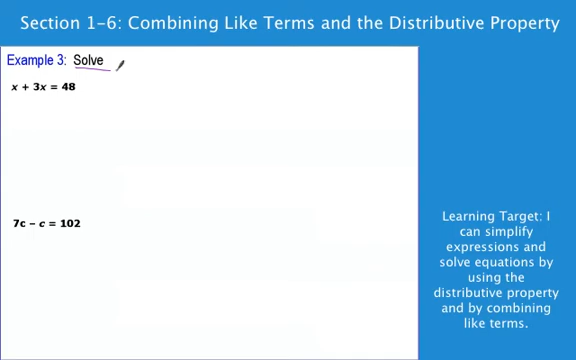 Section 1-6: Combining Like Terms and the Distributive Property
Example 3: Solve
x + 3x = 48
7c – c = 102
Learning Target: I
can simplify
expressions and
solve equations by
using the
distributive property
and by combining
like terms.